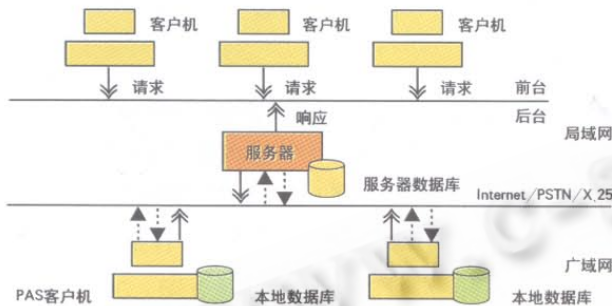 客户机 客户机 客户机
请求 请求 请求 前台
响应 后台
局域网
服务器
服务器数据库
Internet/PSTN/X.25
广域网
PAS客户机 本地数据库 本地数据库